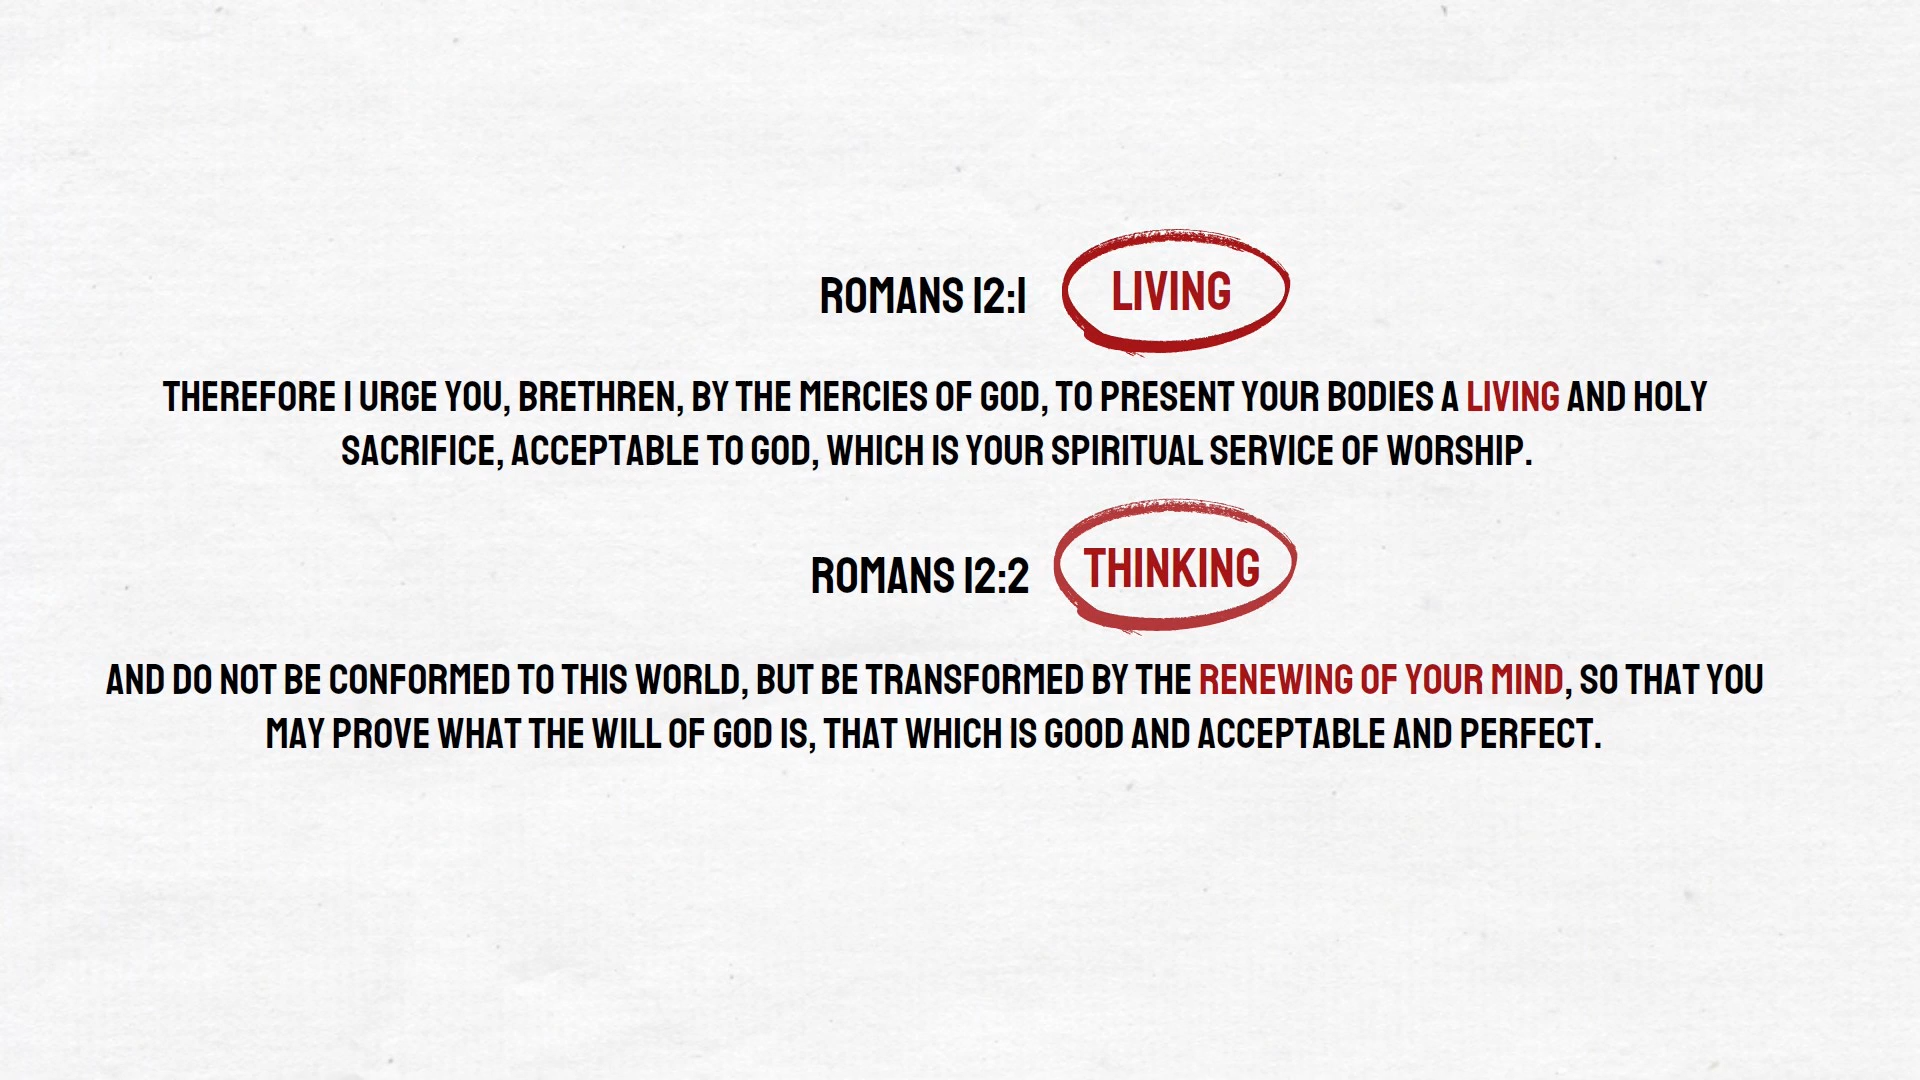 ROMANS 12:1 LIVING
THEREFORE I URGE YOU, BRETHREN, BY THE MERCIES OF GOD, TO PRESENT YOUR BODIES A LIVING AND HOLY
SACRIFICE, ACCEPTABLE TO GOD, WHICH IS YOUR SPIRITUAL SERVICE OF WORSHIP.
ROMANS 12:2 THINKING
AND DO NOT BE CONFORMED TO THIS WORLD, BUT BE TRANSFORMED BY THE RENEWING OF YOUR MIND, SO THAT YOU
MAY PROVE WHAT THE WILL OF GOD IS, THAT WHICH IS GOOD AND ACCEPTABLE AND PERFECT.